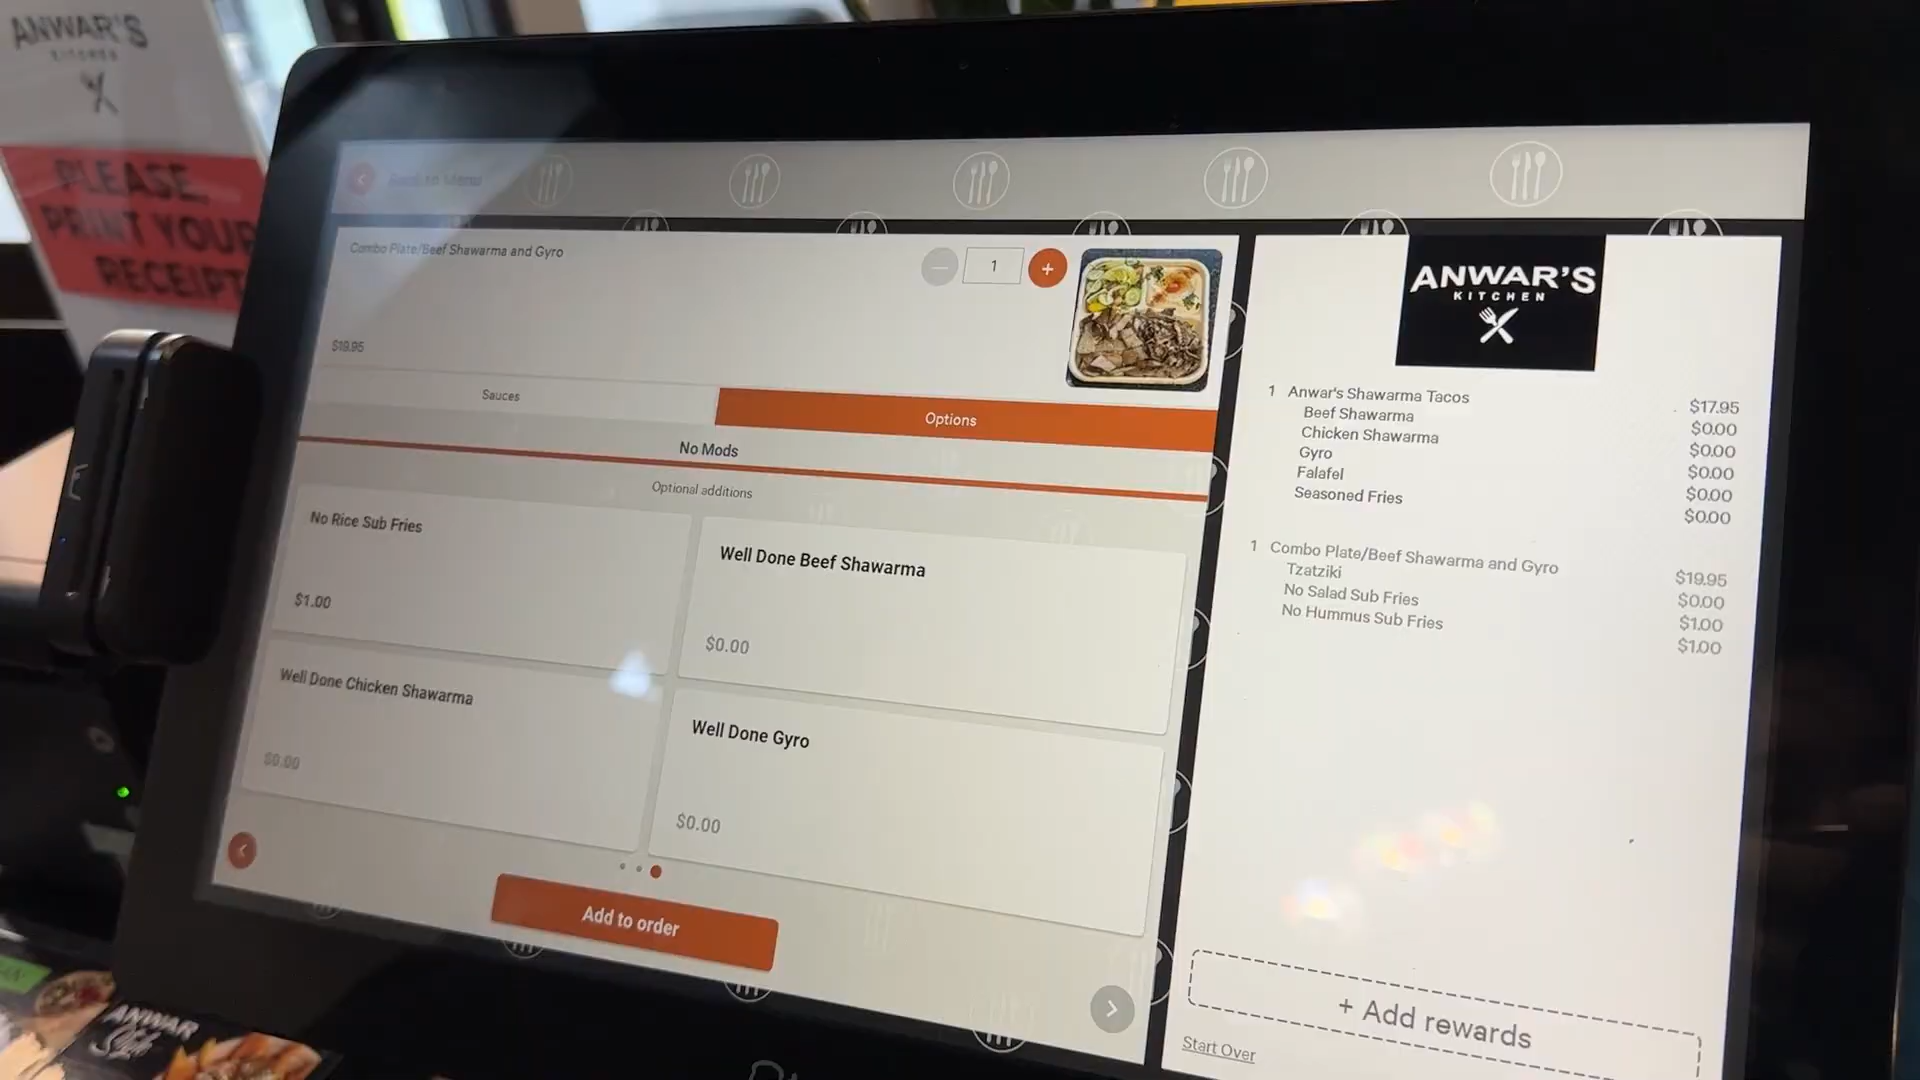 ANWAR'S
KITCHEN
PLEASE,
PRINT YOUR
RECEIPT
Back to Menu
Combo Plate/Beef Shawarma and Gyro
1
$19.95
Sauces
Options
No Mods
Optional additions
No Rice Sub Fries
$1.00
Well Done Beef Shawarma
$0.00
Well Done Chicken Shawarma
$0.00
Well Done Gyro
$0.00
Add to order
ANWAR'S
KITCHEN
1 Anwar's Shawarma Tacos $17.95
Beef Shawarma $0.00
Chicken Shawarma $0.00
Gyro $0.00
Falafel $0.00
Seasoned Fries $0.00
1 Combo Plate/Beef Shawarma and Gyro $19.95
Tzatziki $0.00
No Salad Sub Fries $1.00
No Hummus Sub Fries $1.00
+ Add rewards
Start Over
ANWAR
Style